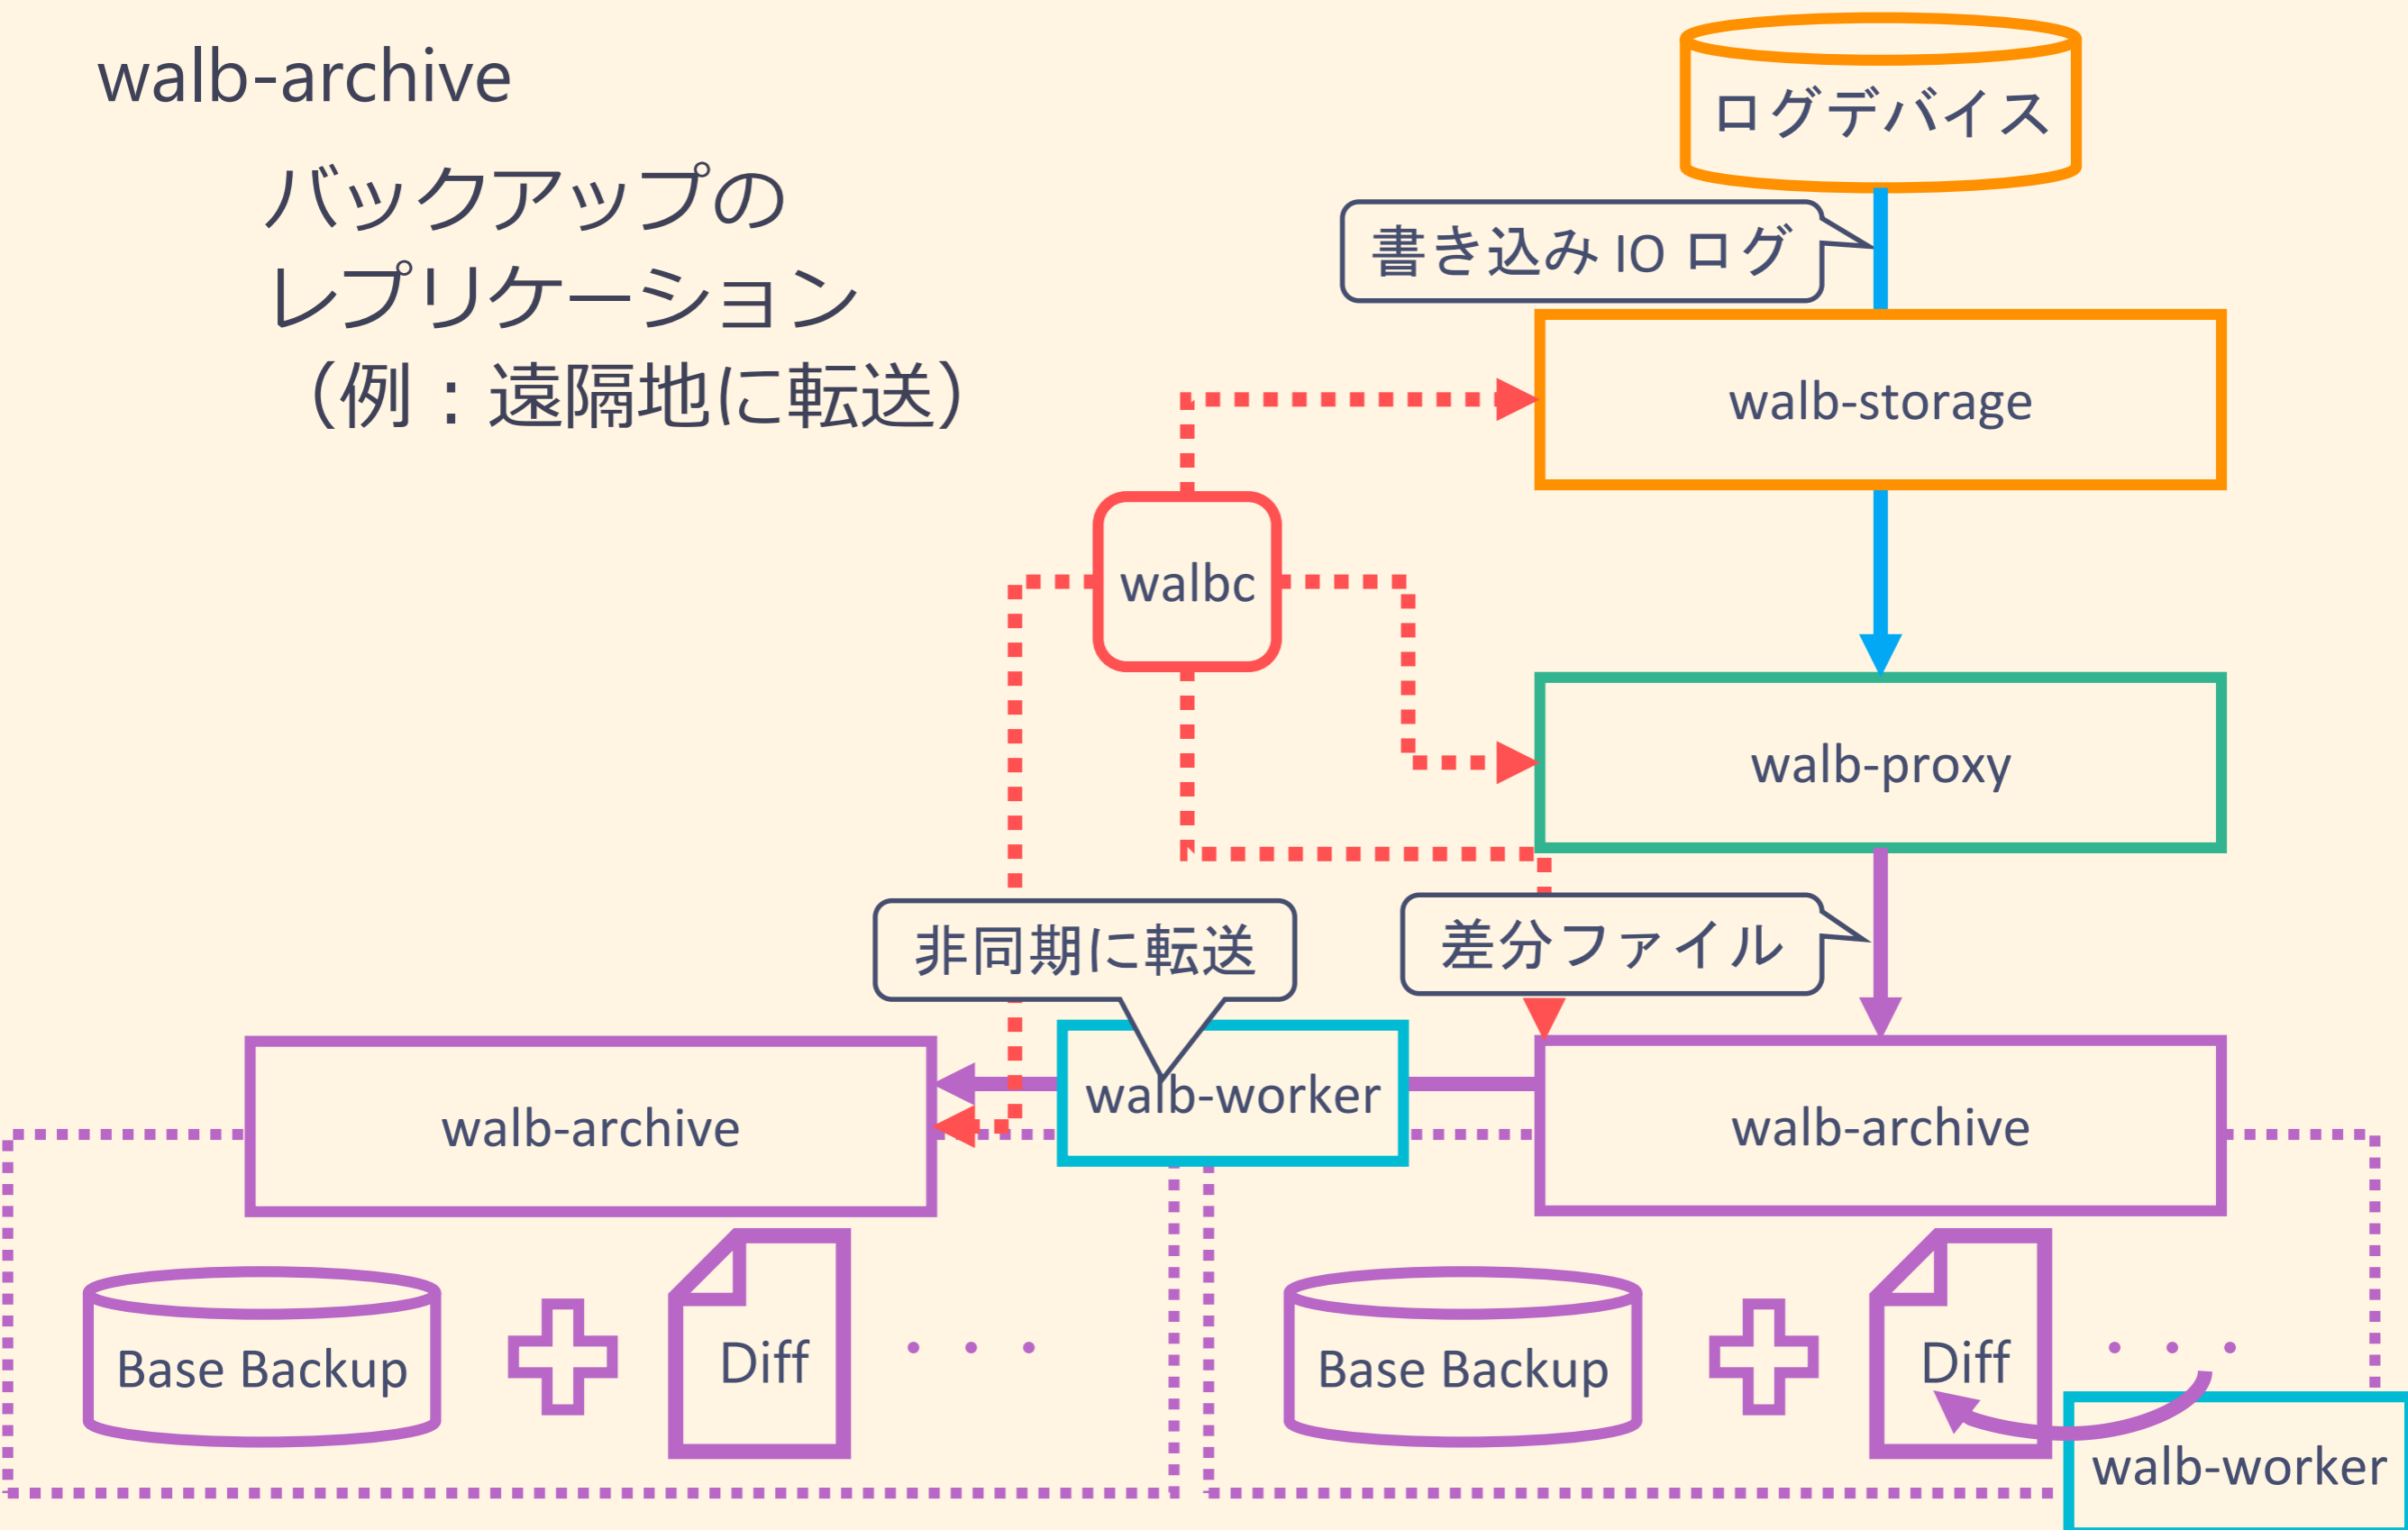 walb-archive
バックアップの
レプリケーション
（例：遠隔地に転送）
ログデバイス
書き込み IO ログ
walb-storage
walbc
walb-proxy
非同期に転送
差分ファイル
walb-archive
walb-worker
walb-archive
Base Backup
Diff
・・・
Base Backup
Diff
・・・
walb-worker